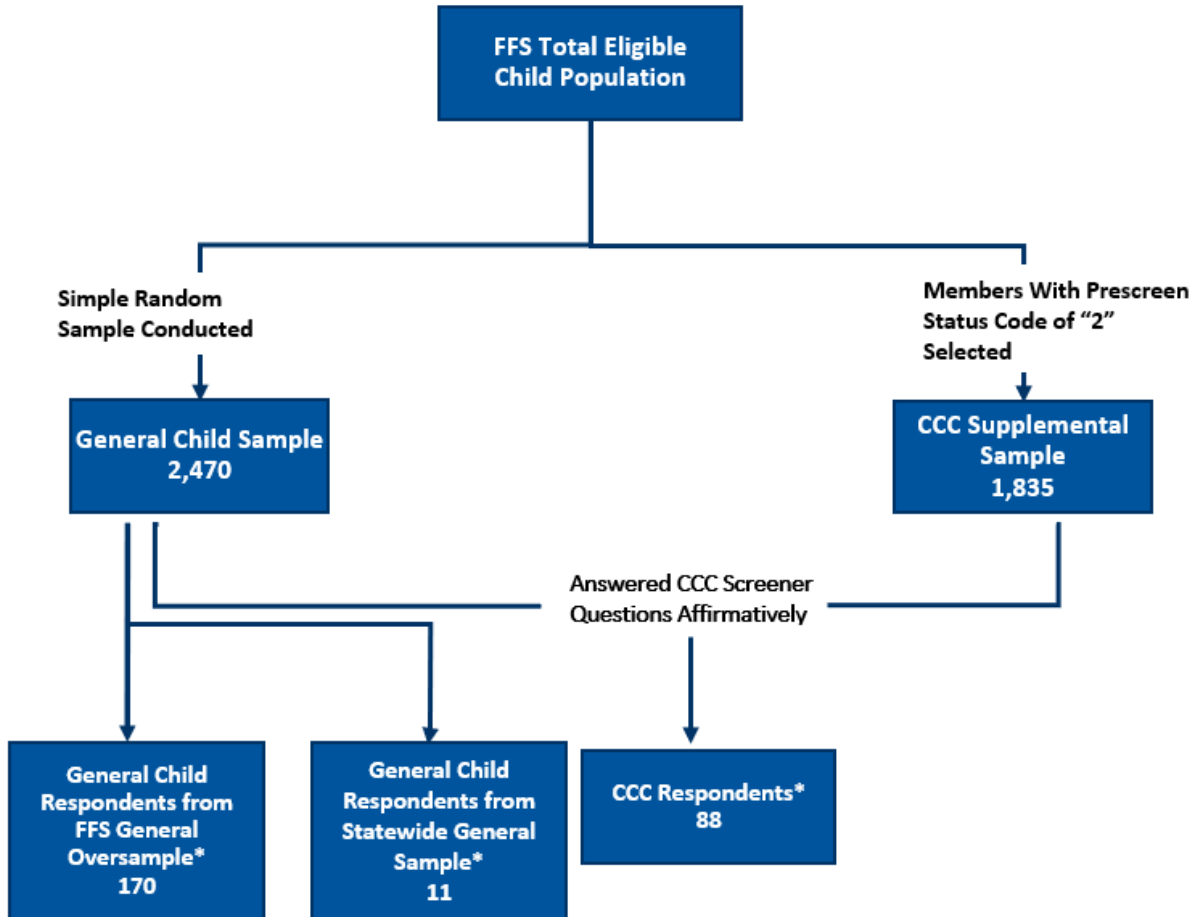 FFS Total Eligible
Child Population
Simple Random
Sample Conducted
Members With Prescreen
Status Code of “2”
Selected
General Child Sample
2,470
CCC Supplemental
Sample
1,835
Answered CCC Screener
Questions Affirmatively
General Child
Respondents from
FFS General
Oversample*
170
General Child
Respondents from
Statewide General
Sample*
11
CCC Respondents*
88